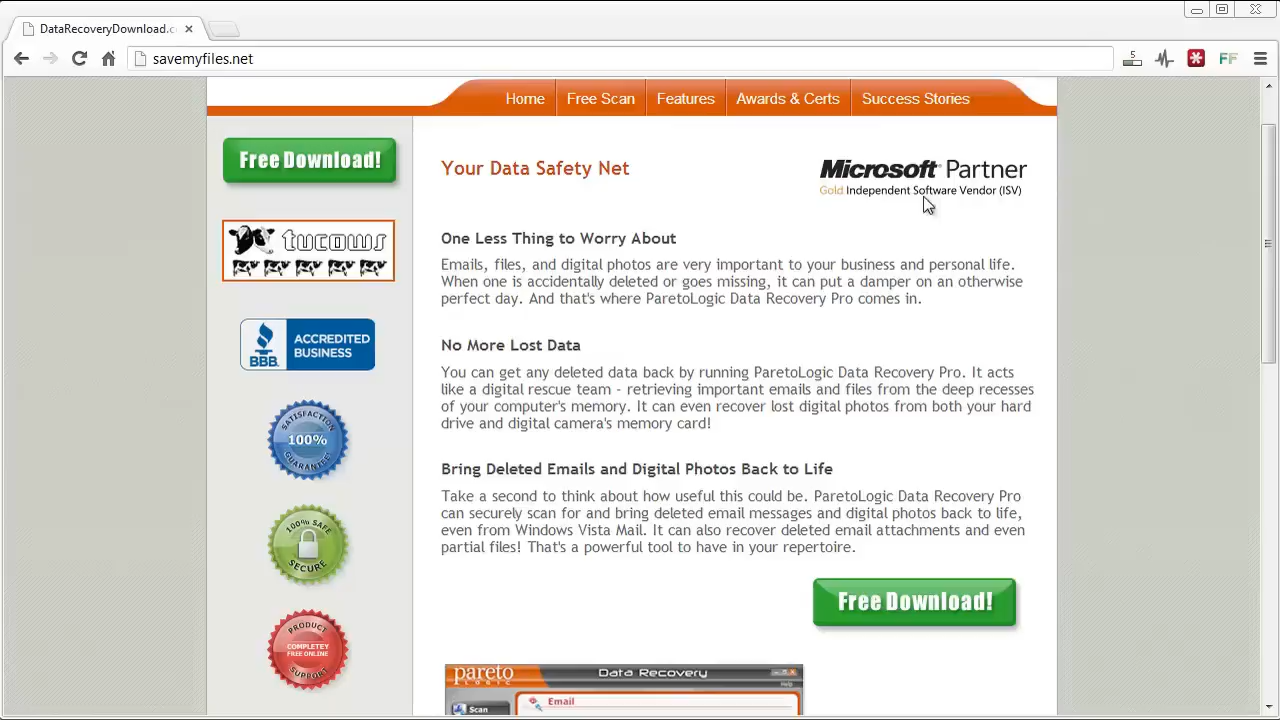 DataRecoveryDownload.c
savemyfiles.net
5
FF
Home
Free Scan
Features
Awards & Certs
Success Stories
Free Download!
tucows
BBB.
ACCREDITED
BUSINESS
SATISFACTION
100%
GUARANTEE
100% SAFE
SECURE
PRODUCT
COMPLETEY
FREE ONLINE
SUPPORT
Your Data Safety Net
Microsoft Partner
Gold Independent Software Vendor (ISV)
One Less Thing to Worry About
Emails, files, and digital photos are very important to your business and personal life.
When one is accidentally deleted or goes missing, it can put a damper on an otherwise
perfect day. And that's where ParetoLogic Data Recovery Pro comes in.
No More Lost Data
You can get any deleted data back by running ParetoLogic Data Recovery Pro. It acts
like a digital rescue team - retrieving important emails and files from the deep recesses
of your computer's memory. It can even recover lost digital photos from both your hard
drive and digital camera's memory card!
Bring Deleted Emails and Digital Photos Back to Life
Take a second to think about how useful this could be. ParetoLogic Data Recovery Pro
can securely scan for and bring deleted email messages and digital photos back to life,
even from Windows Vista Mail. It can also recover deleted email attachments and even
partial files! That's a powerful tool to have in your repertoire.
Free Download!
pareto
LOGIC
Data Recovery
Help
Scan
Email